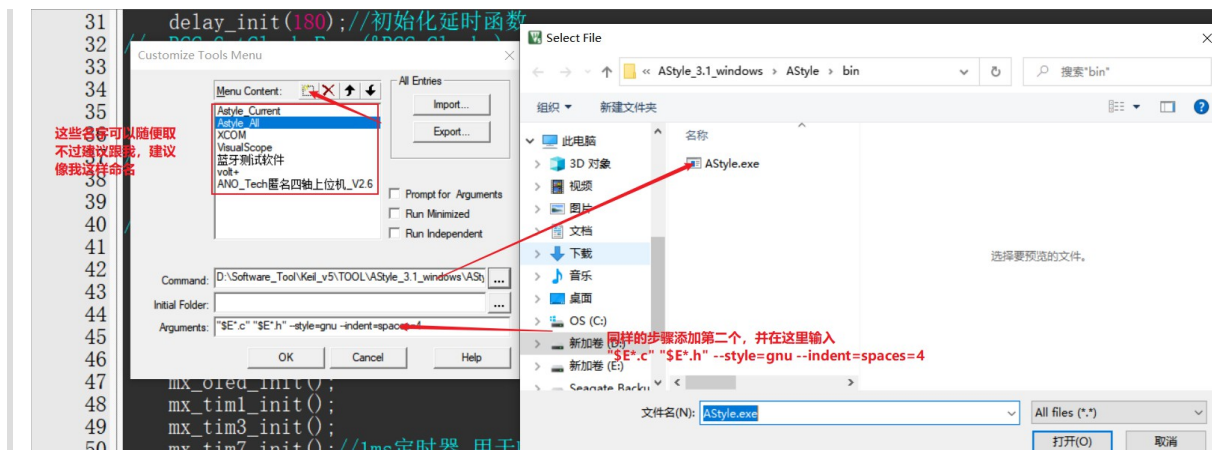 31 delay_init(180);//初始化延时函数
32
33
34
35
36
37
38
39
40
41
42
43
44
45
46
47 mx_oled_init();
48 mx_tim1_init();
49 mx_tim3_init();
50 mx_tim7_init();//1ms定时器
这些名字可以随便取
不过建议跟我，建议
像我这样命名
Customize Tools Menu
Menu Content:
Astyle_Current
Astyle_All
XCOM
VisualScope
蓝牙测试软件
volt+
ANO_Tech匿名四轴上位机_V2.6
All Entries
Import...
Export...
Prompt for Arguments
Run Minimized
Run Independent
Command: D:\Software_Tool\Keil_v5\TOOL\AStyle_3.1_windows\ASty ...
Initial Folder: ...
Arguments: "$E*.c" "$E*.h" --style=gnu --indent=spaces=4
OK Cancel Help
Select File
« AStyle_3.1_windows › AStyle › bin
搜索"bin"
组织 新建文件夹
此电脑
3D 对象
视频
图片
文档
下载
音乐
桌面
OS (C:)
新加卷 (D:)
新加卷 (E:)
Seagate Backu
名称
AStyle.exe
选择要预览的文件。
同样的步骤添加第二个，并在这里输入
"$E*.c" "$E*.h" --style=gnu --indent=spaces=4
文件名(N): AStyle.exe
All files (*.*)
打开(O) 取消